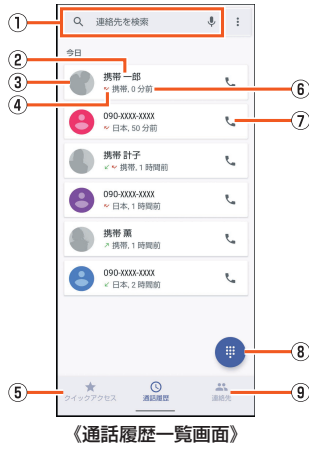 ①
連絡先を検索
②
今日
③
携帯 一郎
④
携帯, 0 分前
⑥
090-XXXX-XXXX
日本, 50 分前
⑦
携帯 計子
携帯, 1 時間前
090-XXXX-XXXX
日本, 1 時間前
携帯 薫
携帯, 1 時間前
090-XXXX-XXXX
日本, 2 時間前
⑧
⑤
クイックアクセス
通話履歴
連絡先
⑨
《通話履歴一覧画面》